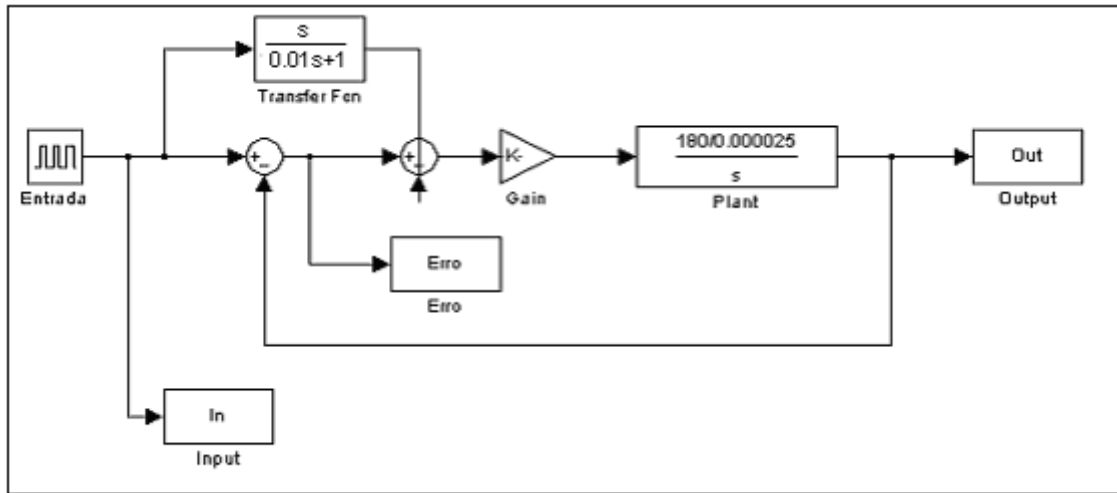 s
0.01s+1
Transfer Fcn
Entrada
+
-
+
-
K-
Gain
180/0.000025
s
Plant
Out
Output
Erro
Erro
In
Input